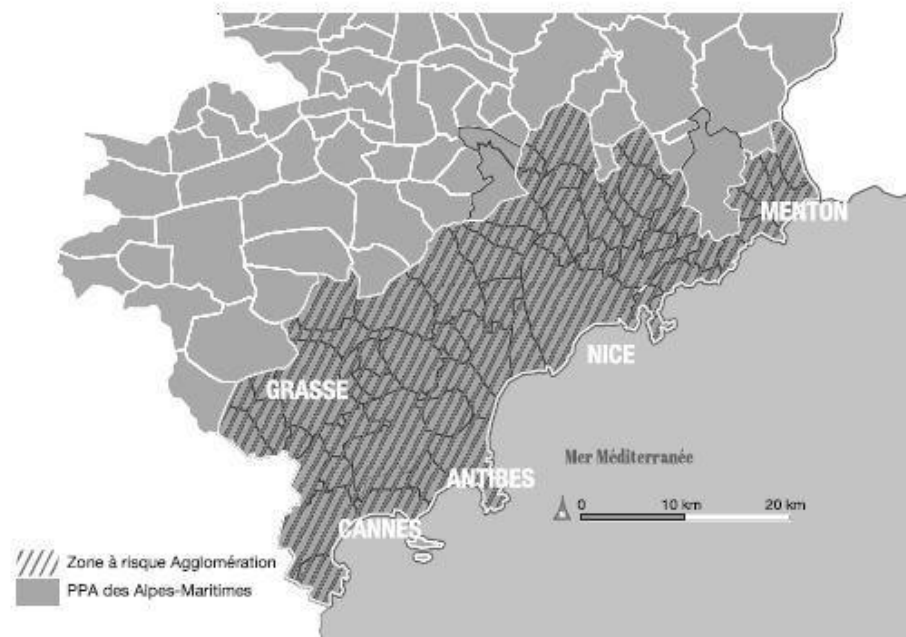 MENTON
NICE
GRASSE
Mer Méditerranée
ANTIBES
0 10 km 20 km
CANNES
Zone à risque Agglomération
PPA des Alpes-Maritimes